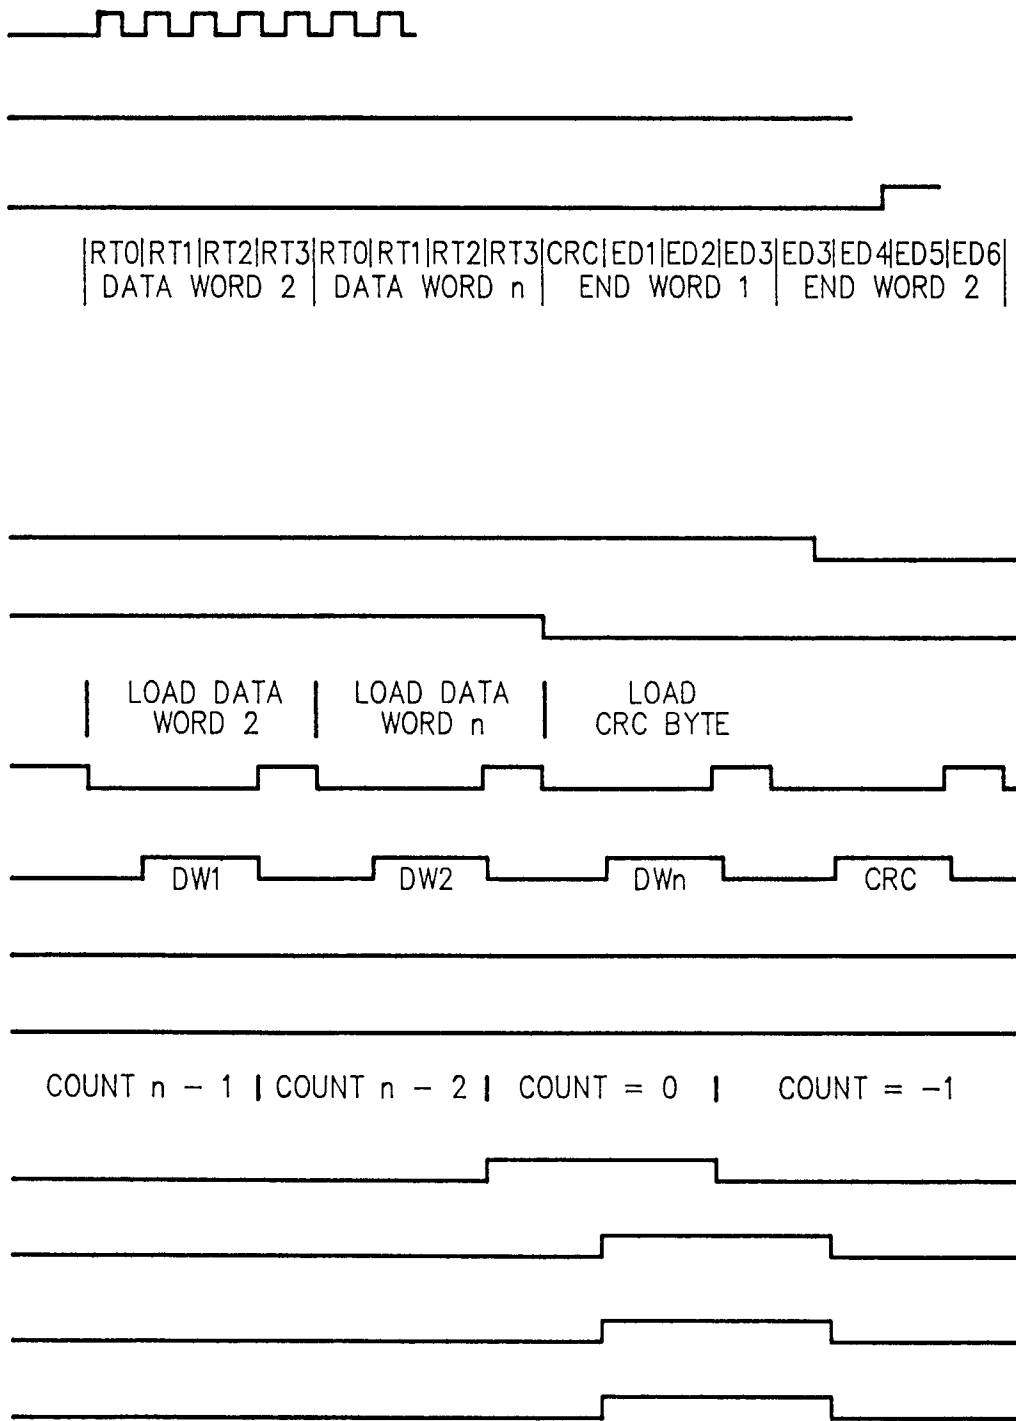 |RT0|RT1|RT2|RT3|RT0|RT1|RT2|RT3|CRC|ED1|ED2|ED3|ED3|ED4|ED5|ED6|
| DATA WORD 2 | DATA WORD n | END WORD 1 | END WORD 2 |
| LOAD DATA | LOAD DATA | LOAD
WORD 2 | WORD n | CRC BYTE
DW1 DW2 DWn CRC
COUNT n - 1 | COUNT n - 2 | COUNT = 0 | COUNT = -1